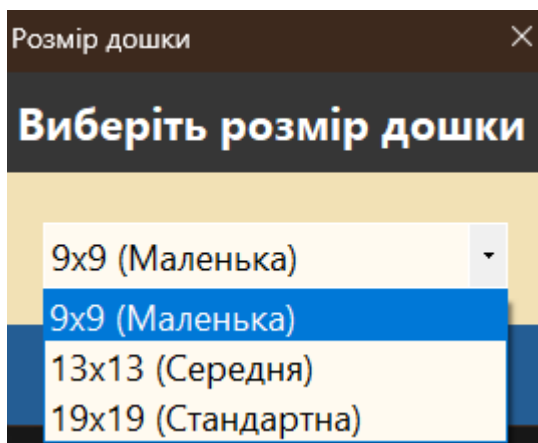 Розмір дошки
Виберіть розмір дошки
9x9 (Маленька)
9x9 (Маленька)
13x13 (Середня)
19x19 (Стандартна)